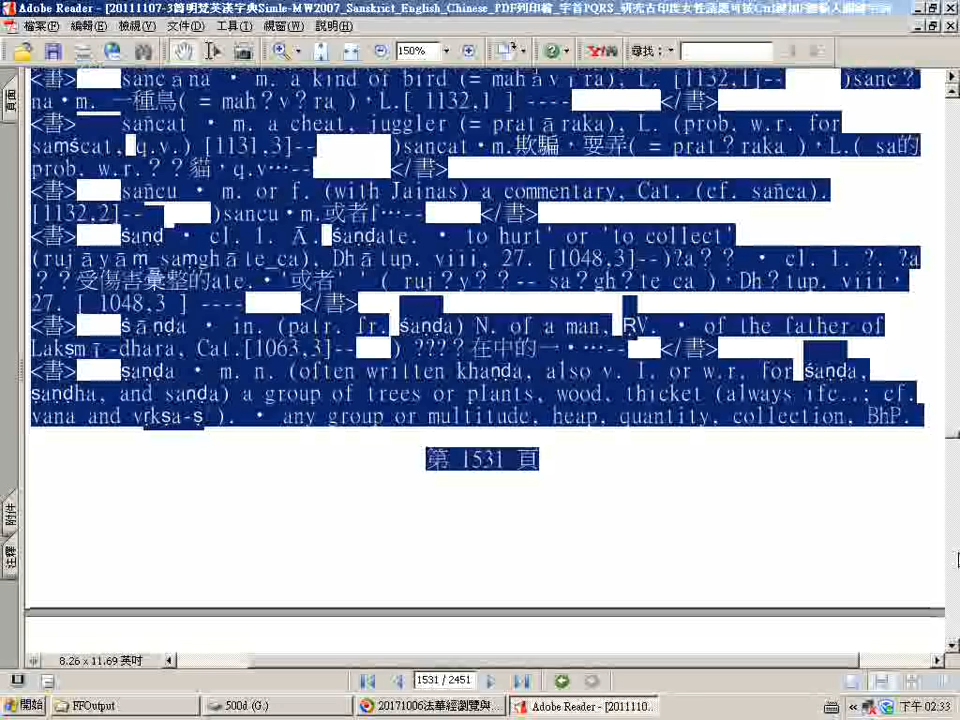 Adobe Reader - [20111107-3簡明梵英漢字典Simle-MW2007_Sanskrict_English_Chinese_PDF列印檔_字首PQRS_研究古印度女性議題可按Ctrl鍵加F鍵輸入關鍵字
檔案(F) 編輯(E) 檢視(V) 文件(D) 工具(T) 視窗(W) 說明(H)
150% 尋找：
頁面
<書> sañcāna • m. a kind of bird (= mahāvīra), L. [1132,1]-- )sanc?
na•m. 一種鳥( = mah?v?ra )，L.[ 1132,1 ] ---- </書>
<書> sañcat • m. a cheat, juggler (= pratāraka), L. (prob. w.r. for
saṃścat, q.v.) [1131,3]-- )sancat•m.欺騙，耍弄( = prat?raka )，L.( sa的
prob. w.r.??貓，q.v…-- </書>
<書> sañcu • m. or f. (with Jainas) a commentary, Cat. (cf. sañca).
[1132,2]-- )sancu•m.或者f…-- </書>
<書> śaṇḍ • cl. 1. Ā. śaṇḍate. • to hurt' or 'to collect'
(rujāyāṃ saṃghāte_ca), Dhātup. viii, 27. [1048,3]--)?a?? • cl. 1. ?. ?a
??受傷害彙整的ate.•'或者' '( ruj?y??-- sa?gh?te ca )，Dh?tup. viii，
27. [ 1048,3 ] ---- </書>
<書> śāṇḍa • in. (patr. fr. śaṇḍa) N. of a man, ṚV. • of the father of
Lakṣmī-dhara, Cat.[1063,3]-- ) ????在中的一•…-- </書>
<書> ṣaṇḍa • m. n. (often written khaṇḍa, also v. l. or w.r. for śaṇḍa,
ṣaṇḍha, and saṇḍa) a group of trees or plants, wood, thicket (always ifc..; cf.
vana and vṛkṣa-ṣ ). • any group or multitude, heap, quantity, collection, BhP.
第 1531 頁
附件
注釋
8.26 x 11.69 英吋
1531 / 2451
開始 FFOutput 500d (G:) 20171006法華經瀏覽與... Adobe Reader - [2011110... 下午 02:33